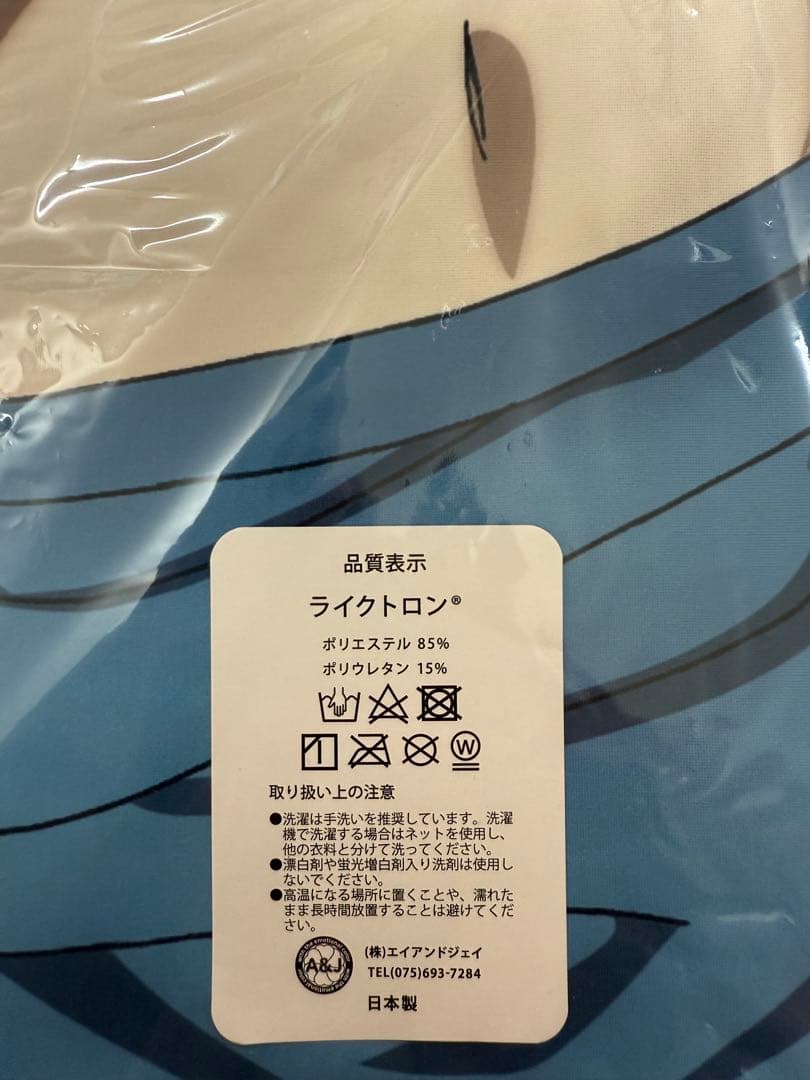 品質表示
ライクトロン®
ポリエステル 85%
ポリウレタン 15%
W
取り扱い上の注意
●洗濯は手洗いを推奨しています。洗濯
機で洗濯する場合はネットを使用し、
他の衣料と分けて洗ってください。
●漂白剤や蛍光増白剤入り洗剤は使用し
ないでください。
●高温になる場所に置くことや、濡れた
まま長時間放置することは避けてくだ
さい。
A&J
(株)エイアンドジェイ
TEL(075)693-7284
日本製